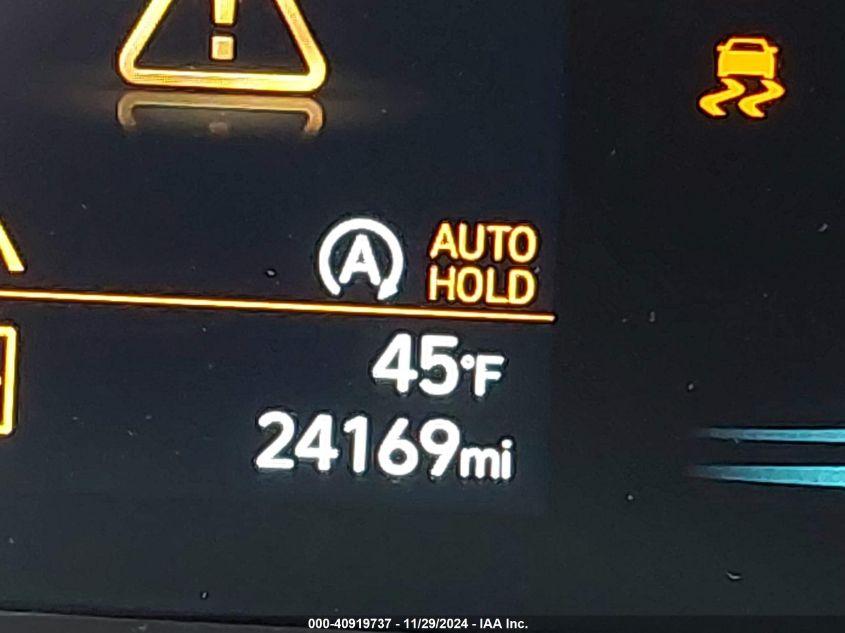 A
AUTO
HOLD
45°F
24169mi
000-40919737 - 11/29/2024 - IAA Inc.